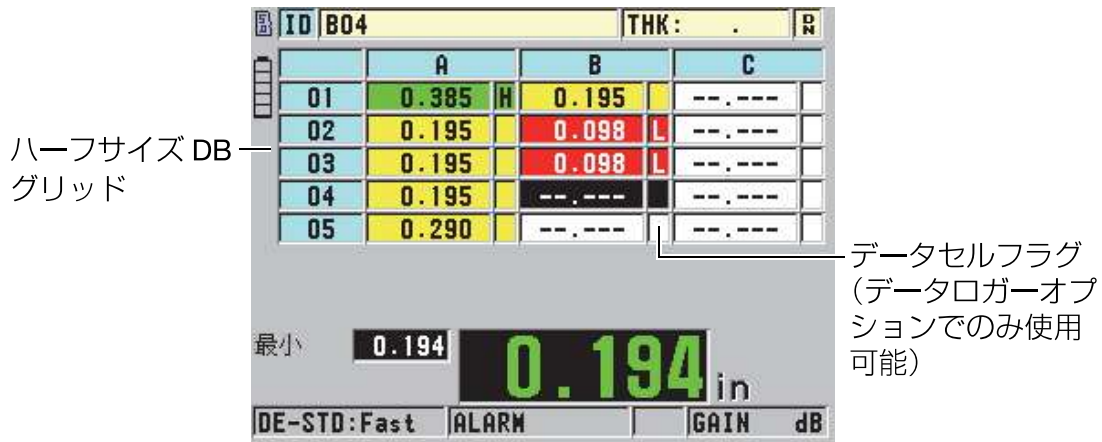 ID B04 THK: . DN
A B C
01 0.385 H 0.195 --.---
02 0.195 0.098 L --.---
03 0.195 0.098 L --.---
04 0.195 --.--- --.---
05 0.290 --.--- --.---
ハーフサイズ DB
グリッド
データセルフラグ
(データロガーオプ
ションでのみ使用
可能)
最小 0.194 0.194 in
DE-STD:Fast ALARM GAIN dB